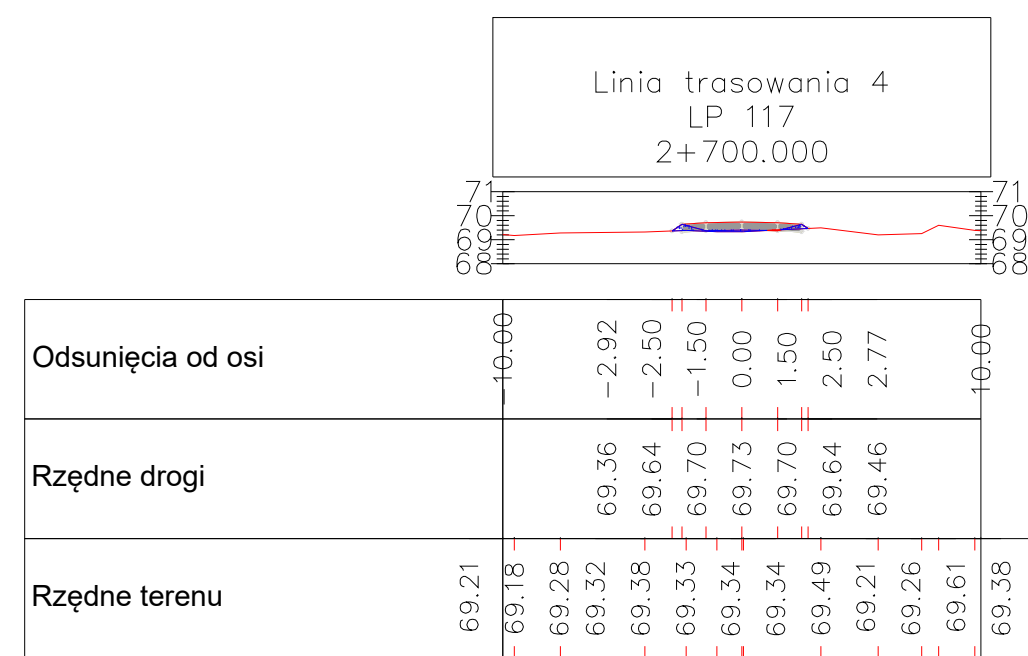 Linia trasowania 4
LP 117
2+700.000
71 71
70 70
69 69
68 68
Odsunięcia od osi -10.00 -2.92 -2.50 -1.50 0.00 1.50 2.50 2.77 10.00
Rzędne drogi 69.36 69.64 69.70 69.73 69.70 69.64 69.46
Rzędne terenu 69.21 69.18 69.28 69.32 69.38 69.33 69.34 69.34 69.49 69.21 69.26 69.61 69.38